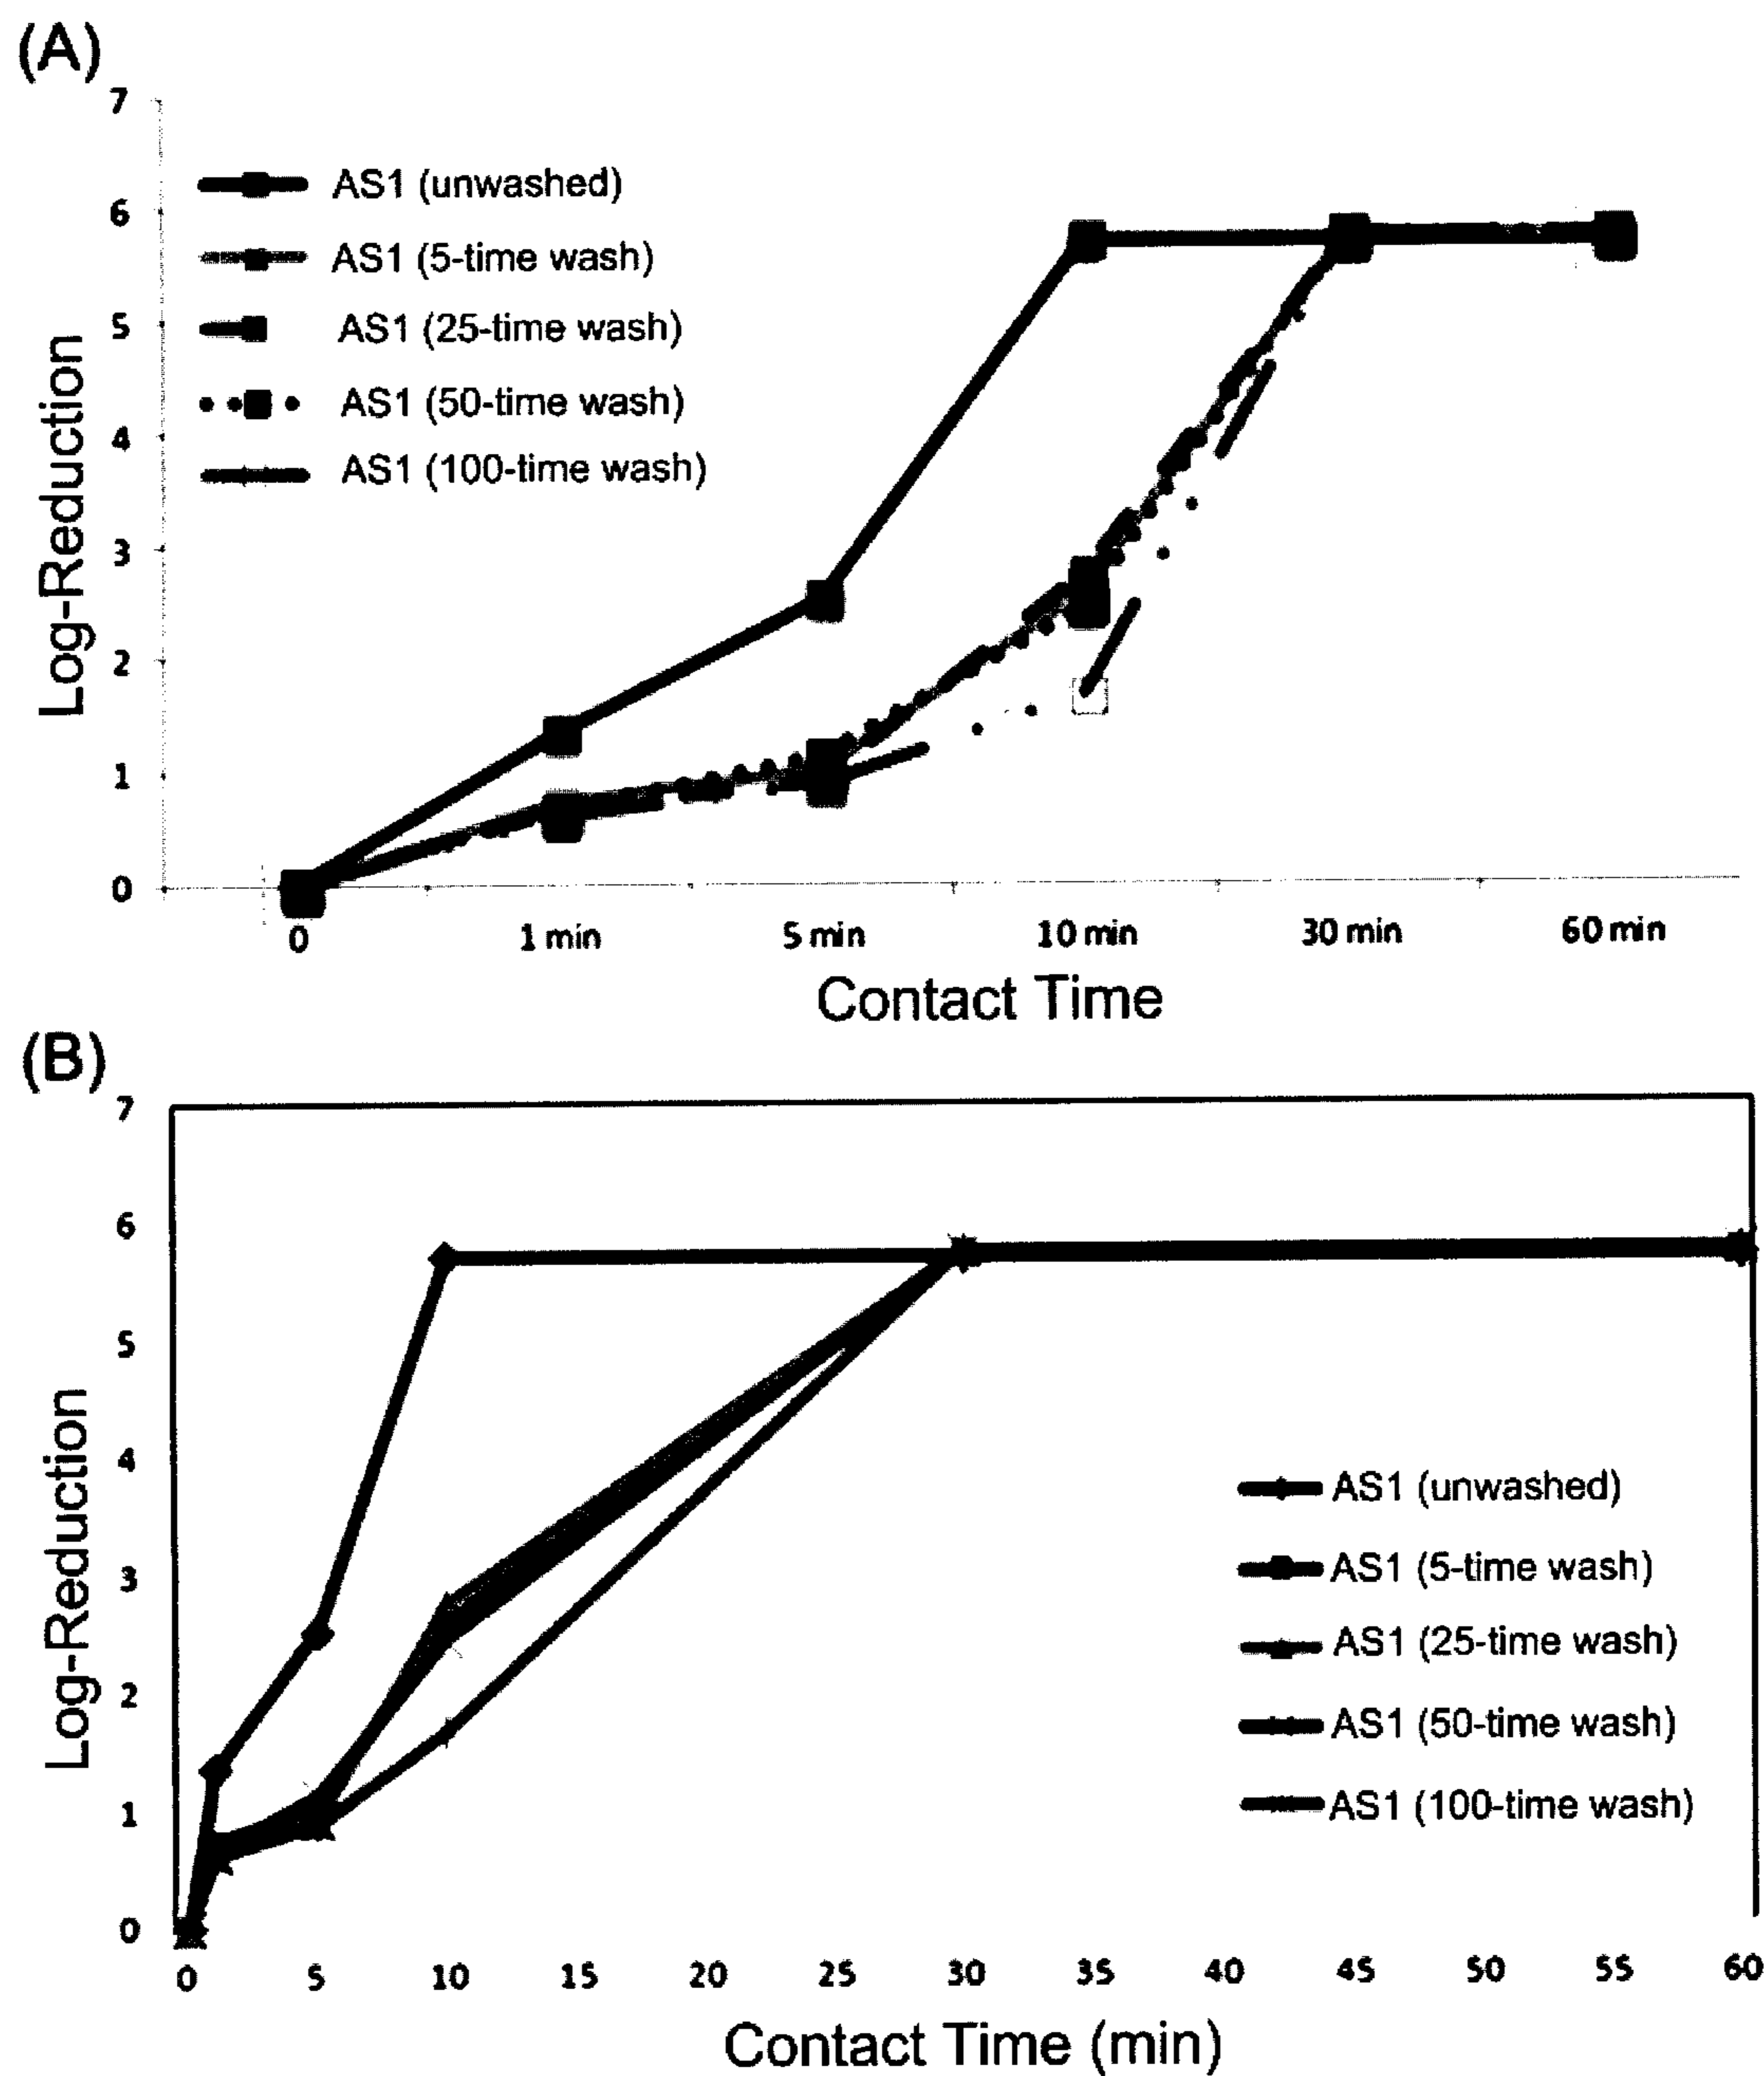 (A)
7
6
5
4
3
2
1
0
Log-Reduction
AS1 (unwashed)
AS1 (5-time wash)
AS1 (25-time wash)
AS1 (50-time wash)
AS1 (100-time wash)
0 1 min 5 min 10 min 30 min 60 min
Contact Time
(B)
7
6
5
4
3
2
1
0
Log-Reduction
AS1 (unwashed)
AS1 (5-time wash)
AS1 (25-time wash)
AS1 (50-time wash)
AS1 (100-time wash)
0 5 10 15 20 25 30 35 40 45 50 55 60
Contact Time (min)